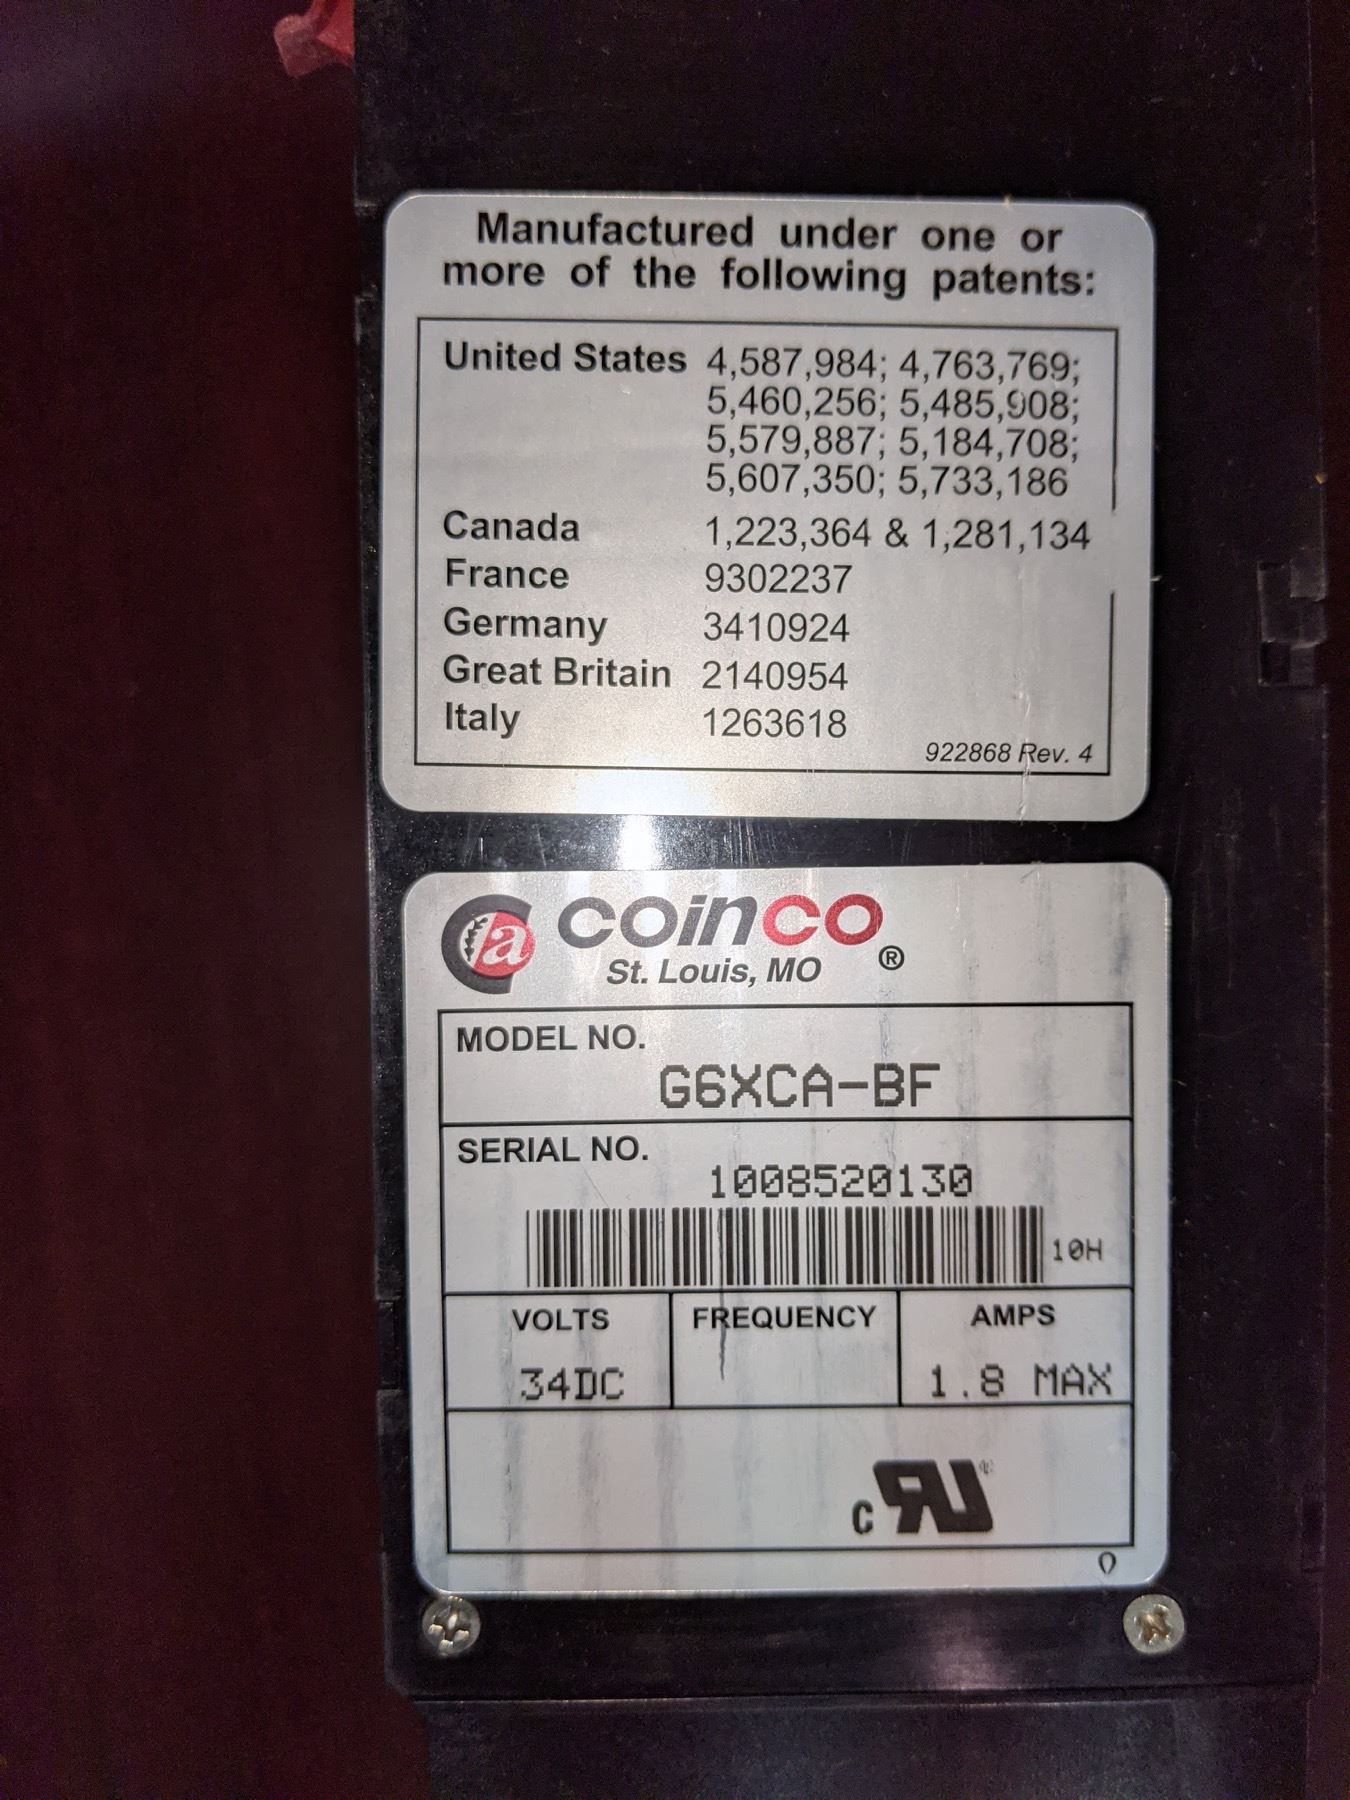 Manufactured under one or
more of the following patents:
United States 4,587,984; 4,763,769;
5,460,256; 5,485,908;
5,579,887; 5,184,708;
5,607,350; 5,733,186
Canada 1,223,364 & 1,281,134
France 9302237
Germany 3410924
Great Britain 2140954
Italy 1263618
922868 Rev. 4
Ca coinco ®
St. Louis, MO
MODEL NO.
G6XCA-BF
SERIAL NO.
1008520130
10H
VOLTS FREQUENCY AMPS
34DC 1.8 MAX
c RU ®
0